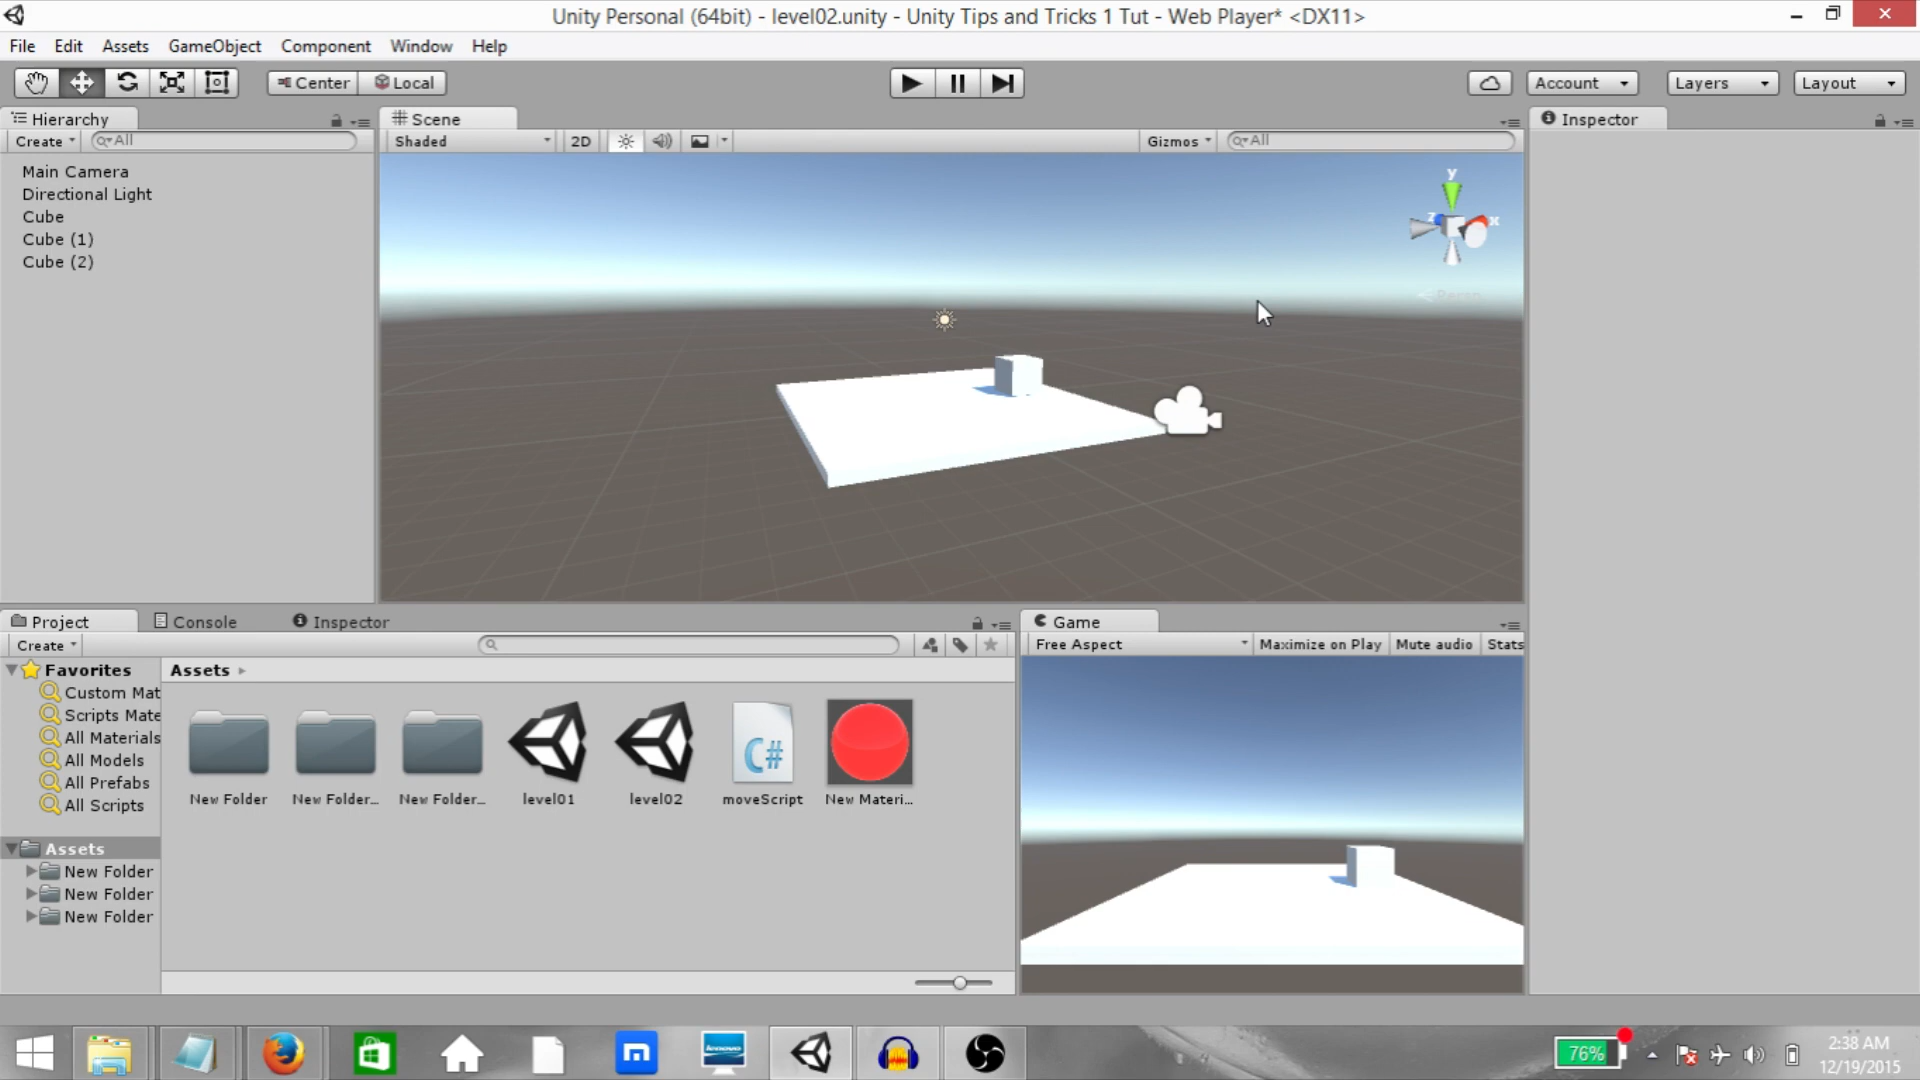 Unity Personal (64bit) - level02.unity - Unity Tips and Tricks 1 Tut - Web Player* <DX11>
File Edit Assets GameObject Component Window Help
Center Local Account Layers Layout
Hierarchy Scene Inspector
Create All Shaded 2D Gizmos All
Main Camera
Directional Light
Cube
Cube (1)
Cube (2)
y
z x
Persp
Project Console Inspector Game
Create Free Aspect Maximize on Play Mute audio Stats
Favorites Assets
Custom Mat
Scripts Mate
All Materials
All Models
All Prefabs
All Scripts
C#
New Folder New Folder... New Folder... level01 level02 moveScript New Materi...
Assets
New Folder
New Folder
New Folder
lenovo
m
76%
2:38 AM
12/19/2015